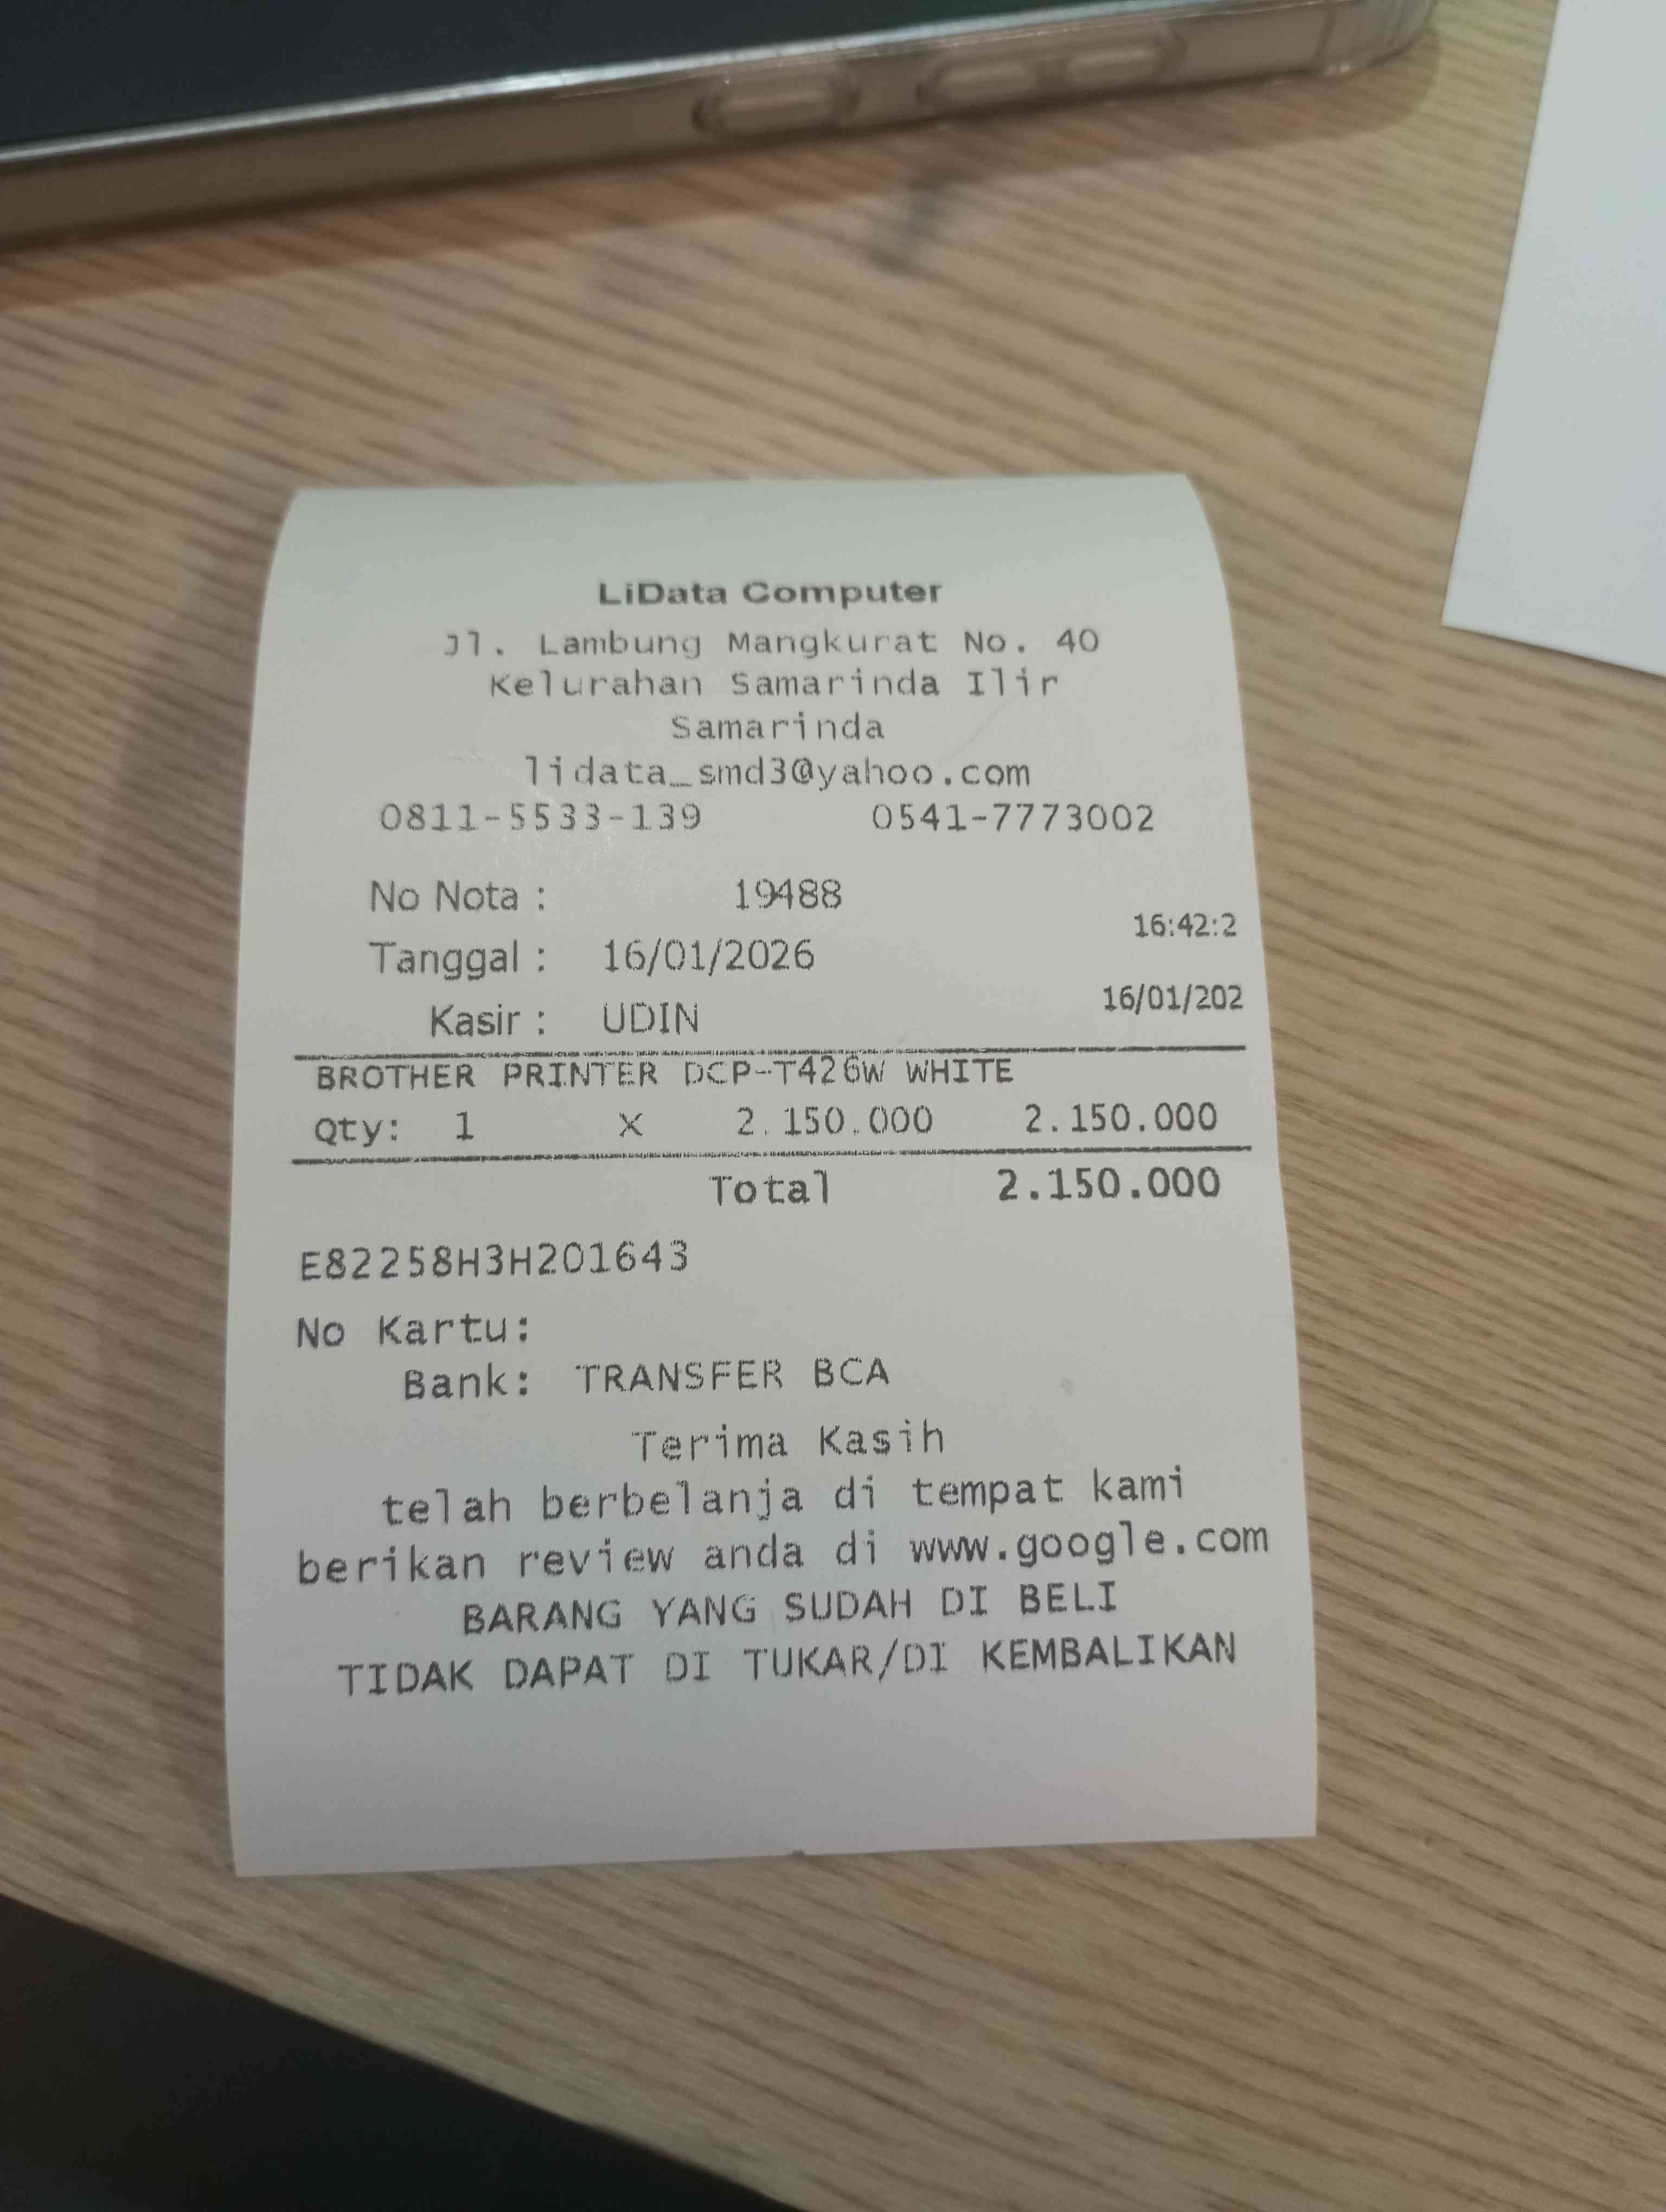 LiData Computer
Jl. Lambung Mangkurat No. 40
Kelurahan Samarinda Ilir
Samarinda
lidata_smd3@yahoo.com
0811-5533-139 0541-7773002
No Nota : 19488
16:42:2
Tanggal : 16/01/2026
16/01/202
Kasir : UDIN
BROTHER PRINTER DCP-T426W WHITE
Qty: 1 X 2.150.000 2.150.000
Total 2.150.000
E82258H3H201643
No Kartu:
Bank: TRANSFER BCA
Terima Kasih
telah berbelanja di tempat kami
berikan review anda di www.google.com
BARANG YANG SUDAH DI BELI
TIDAK DAPAT DI TUKAR/DI KEMBALIKAN